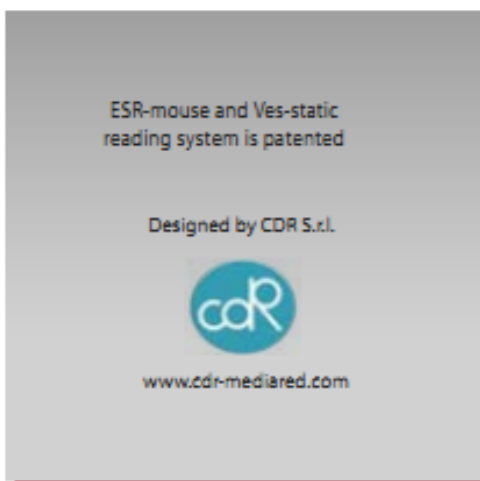 ESR-mouse and Ves-static
reading system is patented
Designed by CDR S.r.l.
cdR
www.cdr-mediared.com